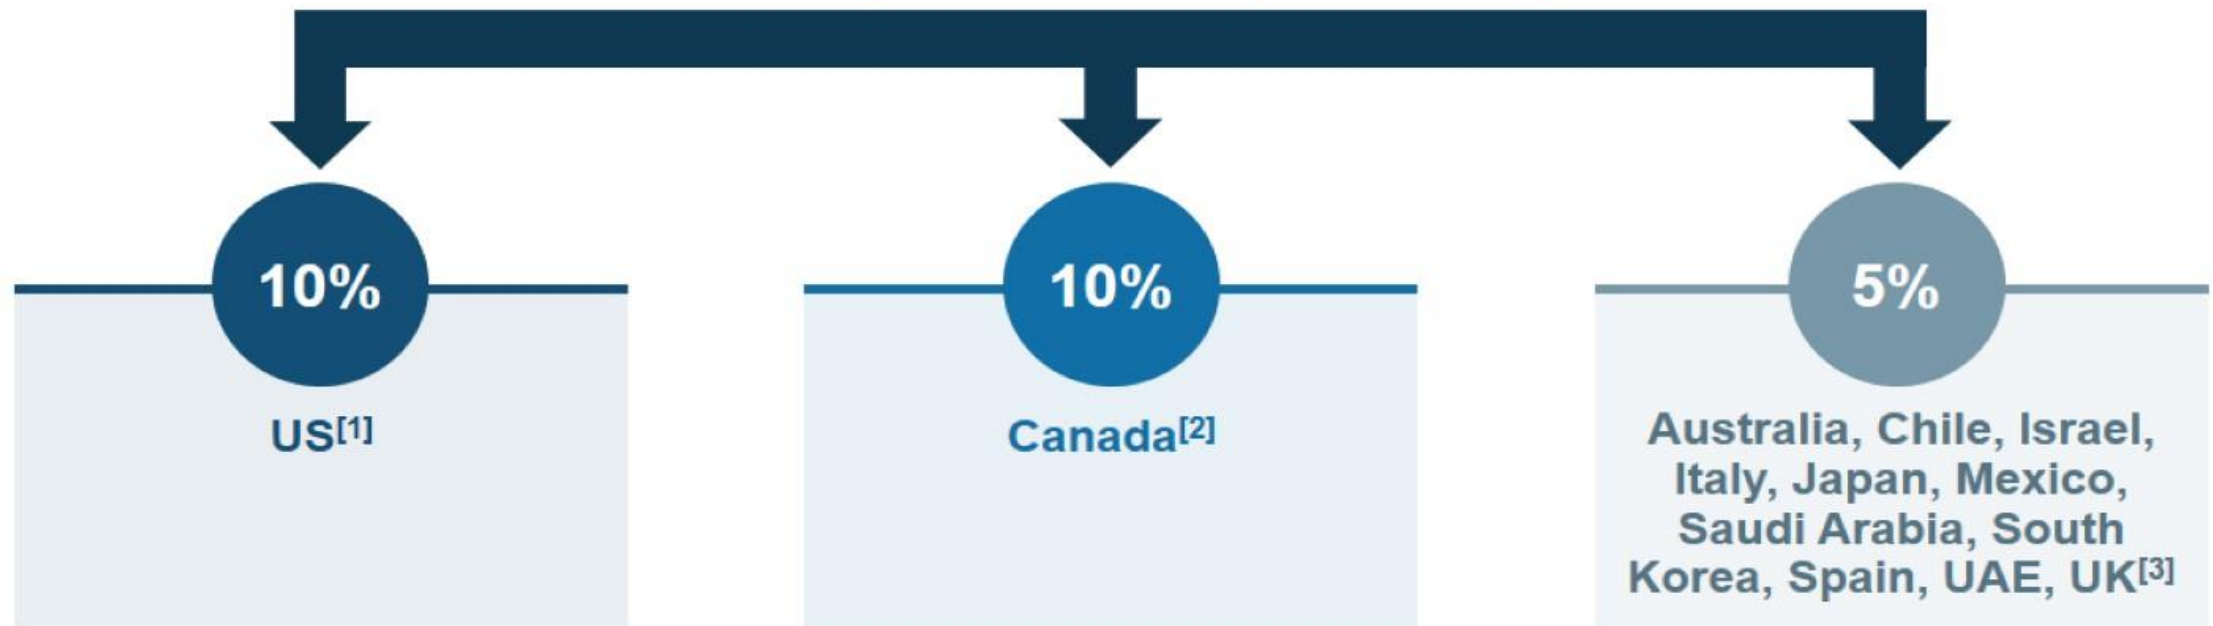 10%
US[1]
10%
Canada[2]
5%
Australia, Chile, Israel,
Italy, Japan, Mexico,
Saudi Arabia, South
Korea, Spain, UAE, UK[3]